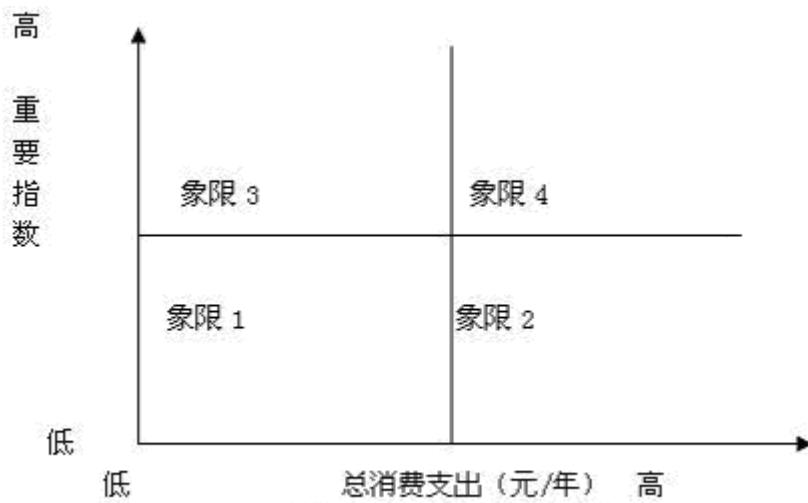 高
重要指数
象限 3
象限 4
象限 1
象限 2
低
低
总消费支出（元/年）
高